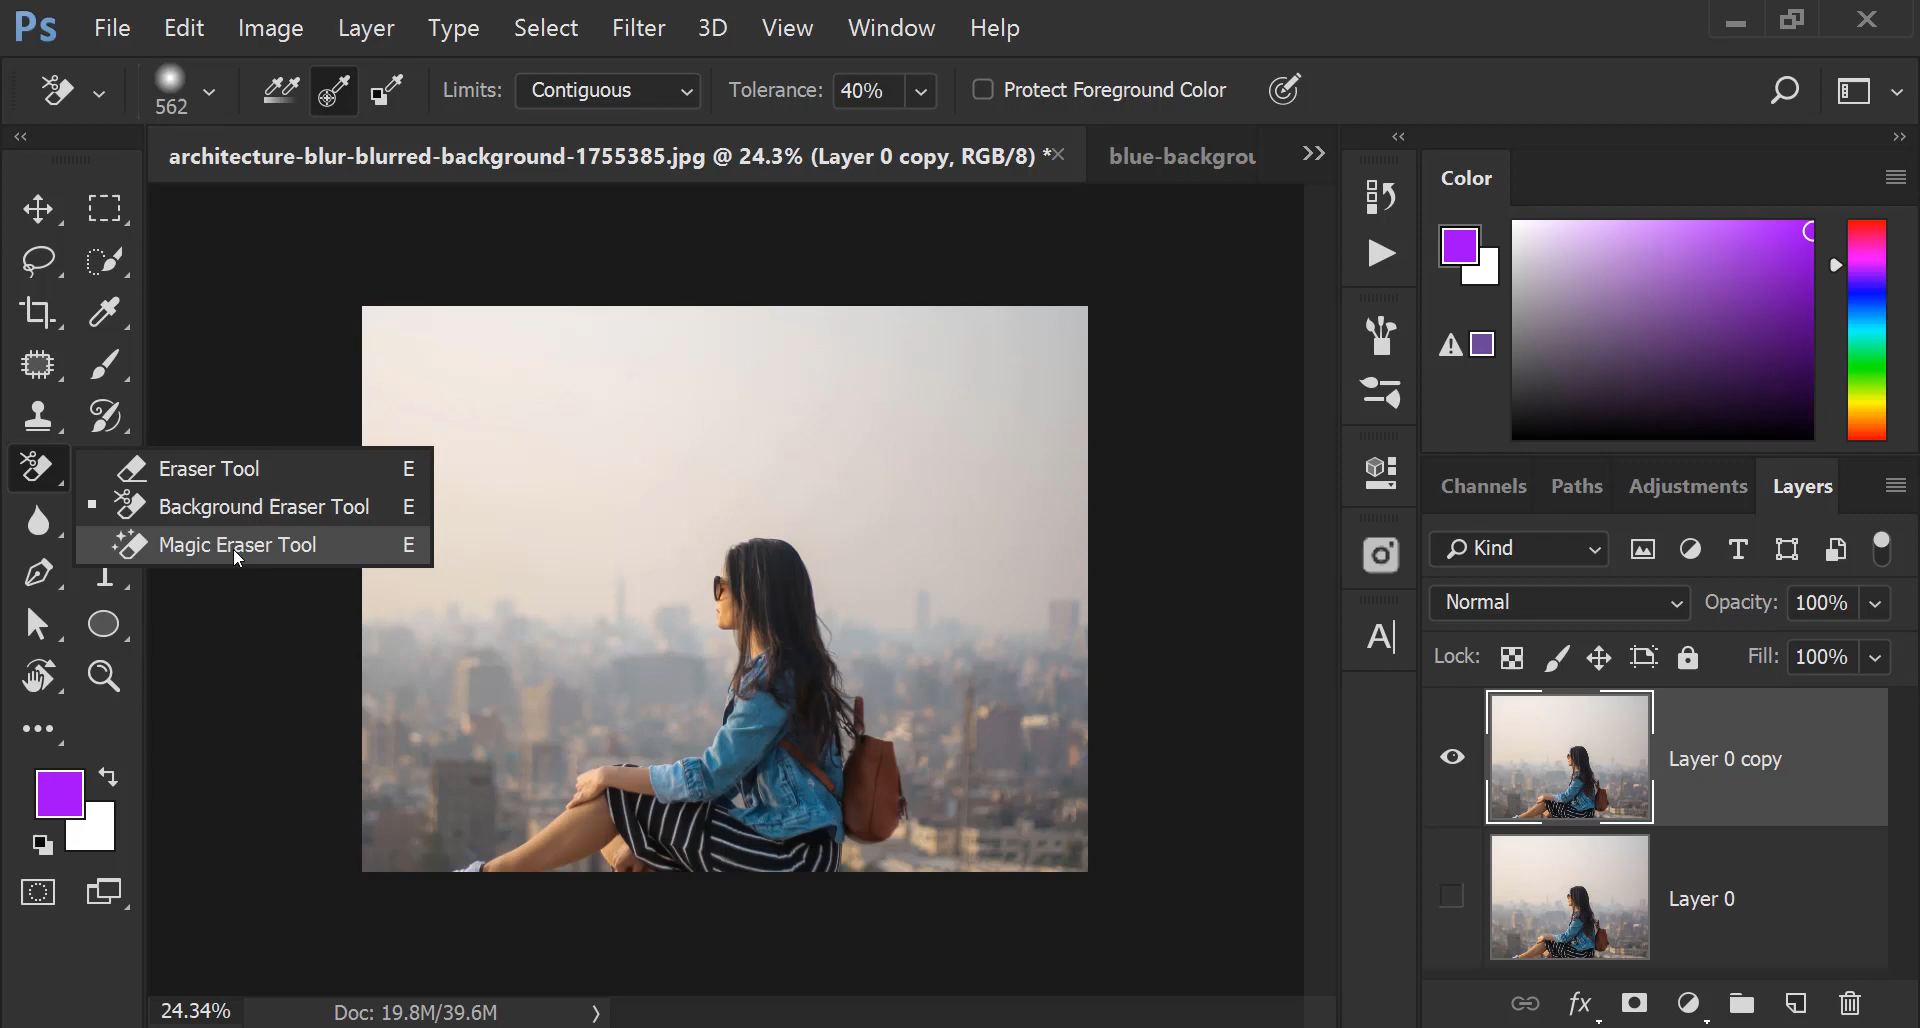 Ps File Edit Image Layer Type Select Filter 3D View Window Help
562 Limits: Contiguous Tolerance: 40% Protect Foreground Color
architecture-blur-blurred-background-1755385.jpg @ 24.3% (Layer 0 copy, RGB/8) * blue-backgrou
Color
Eraser Tool E
Background Eraser Tool E
Magic Eraser Tool E
Channels Paths Adjustments Layers
Kind
Normal Opacity: 100%
Lock: Fill: 100%
Layer 0 copy
Layer 0
24.34% Doc: 19.8M/39.6M
fx